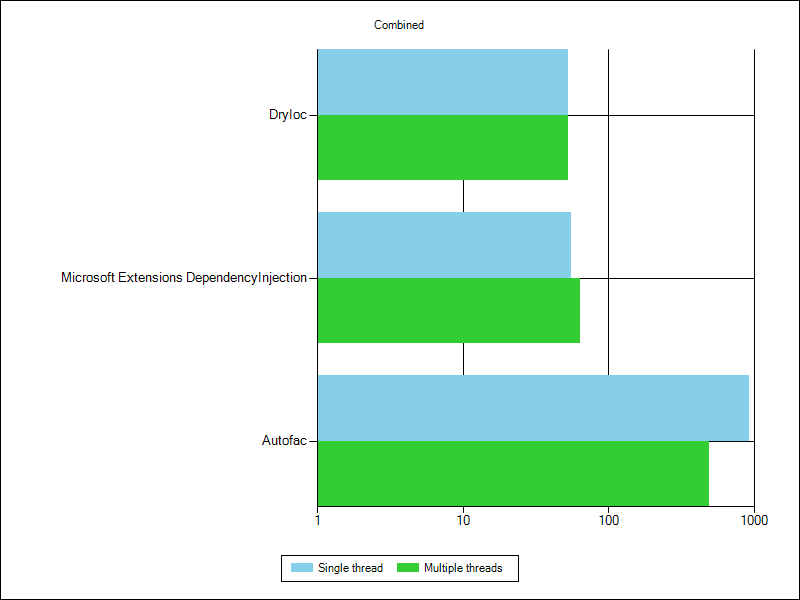 Combined
DryIoc
Microsoft Extensions DependencyInjection
Autofac
1 10 100 1000
Single thread Multiple threads